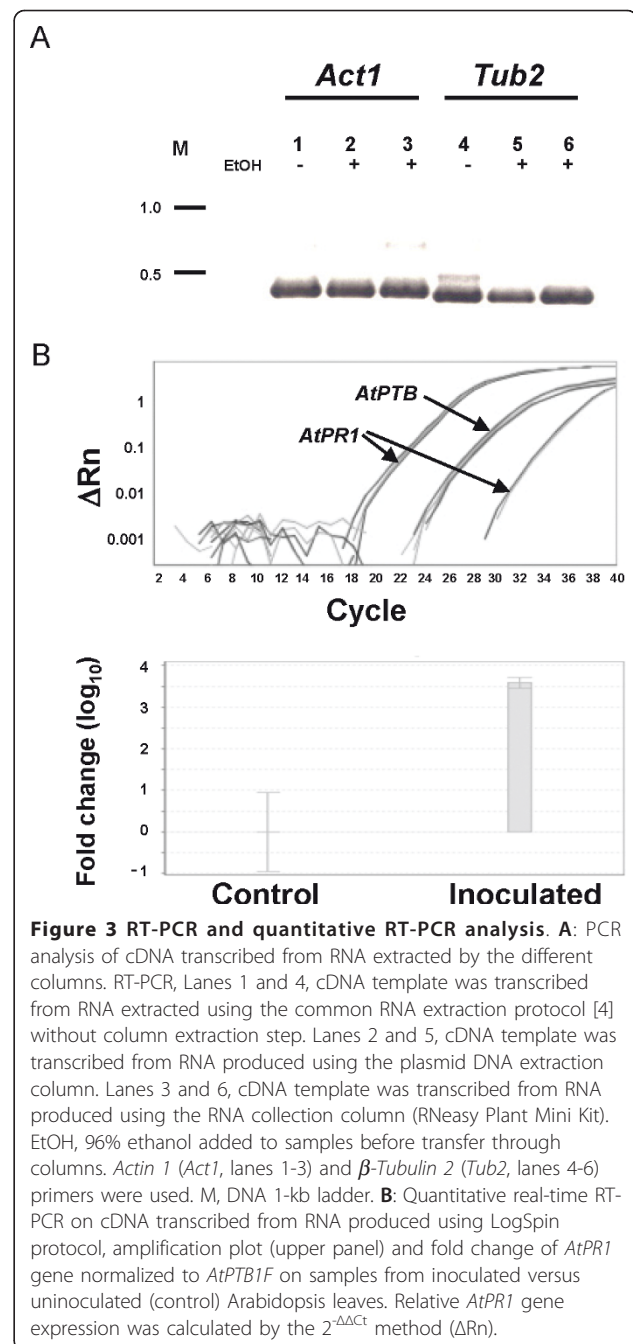 A
Act1 Tub2
M 1 2 3 4 5 6
EtOH - + + - + +
1.0
0.5
B
AtPTB
AtPR1
ΔRn
1
0.1
0.01
0.001
2 4 6 8 10 12 14 16 18 20 22 24 26 28 30 32 34 36 38 40
Cycle
Fold change (log10)
4
3
2
1
0
-1
Control Inoculated
Figure 3 RT-PCR and quantitative RT-PCR analysis. A: PCR
analysis of cDNA transcribed from RNA extracted by the different
columns. RT-PCR, Lanes 1 and 4, cDNA template was transcribed
from RNA extracted using the common RNA extraction protocol [4]
without column extraction step. Lanes 2 and 5, cDNA template was
transcribed from RNA produced using the plasmid DNA extraction
column. Lanes 3 and 6, cDNA template was transcribed from RNA
produced using the RNA collection column (RNeasy Plant Mini Kit).
EtOH, 96% ethanol added to samples before transfer through
columns. Actin 1 (Act1, lanes 1-3) and β-Tubulin 2 (Tub2, lanes 4-6)
primers were used. M, DNA 1-kb ladder. B: Quantitative real-time RT-
PCR on cDNA transcribed from RNA produced using LogSpin
protocol, amplification plot (upper panel) and fold change of AtPR1
gene normalized to AtPTB1F on samples from inoculated versus
uninoculated (control) Arabidopsis leaves. Relative AtPR1 gene
expression was calculated by the 2-ΔΔCt method (ΔRn).